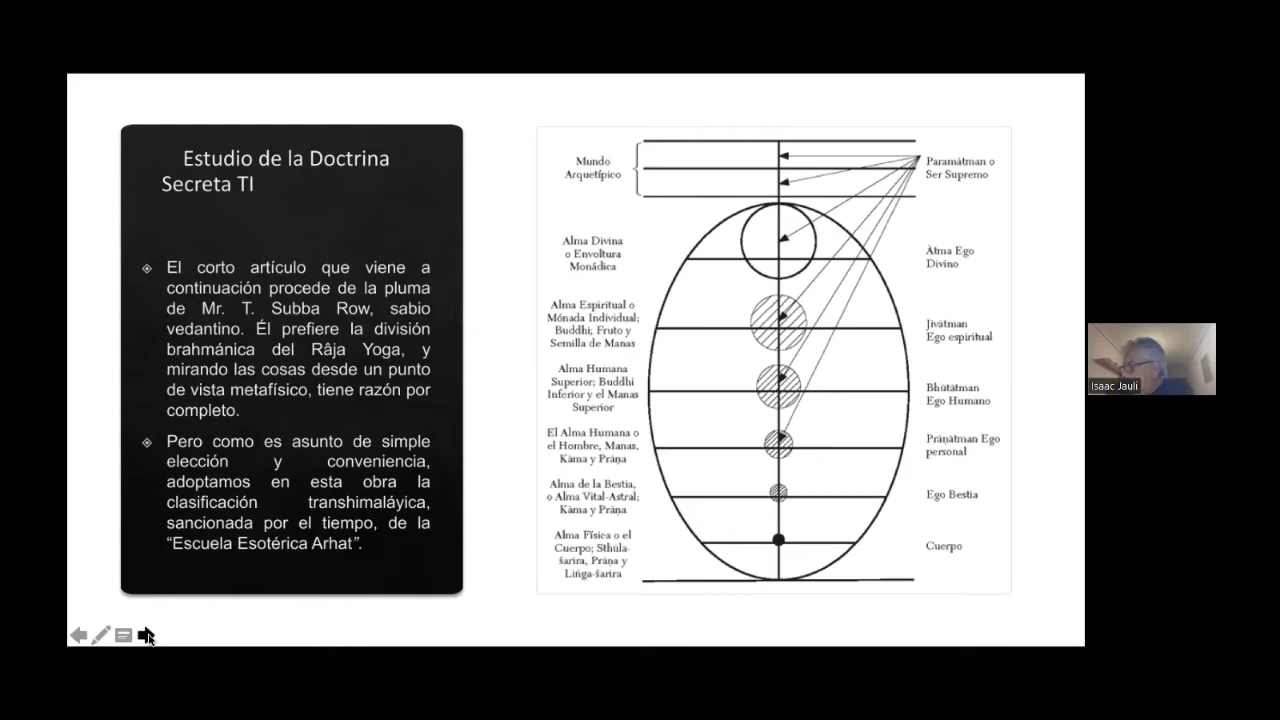 Estudio de la Doctrina
Secreta TI
El corto artículo que viene a
continuación procede de la pluma
de Mr. T. Subba Row, sabio
vedantino. Él prefiere la división
brahmánica del Râja Yoga, y
mirando las cosas desde un punto
de vista metafísico, tiene razón por
completo.
Pero como es asunto de simple
elección y conveniencia,
adoptamos en esta obra la
clasificación transhimaláyica,
sancionada por el tiempo, de la
“Escuela Esotérica Arhat”.
Mundo
Arquetípico
Alma Divina
o Envoltura
Monádica
Alma Espiritual o
Mónada Individual;
Buddhi; Fruto y
Semilla de Manas
Alma Humana
Superior; Buddhi
Inferior y el Manas
Superior
El Alma Humana o
el Hombre, Manas,
Kâma y Prâṇa
Alma de la Bestia,
o Alma Vital-Astral;
Kâma y Prâṇa
Alma Física o el
Cuerpo; Sthûla-
śarira, Prâṇa y
Liṅga-śarira
Paramâtman o
Ser Supremo
Âtma Ego
Divino
Jivâtman
Ego espiritual
Bhûtâtman
Ego Humano
Prâṇâtman Ego
personal
Ego Bestia
Cuerpo
Isaac Jauli